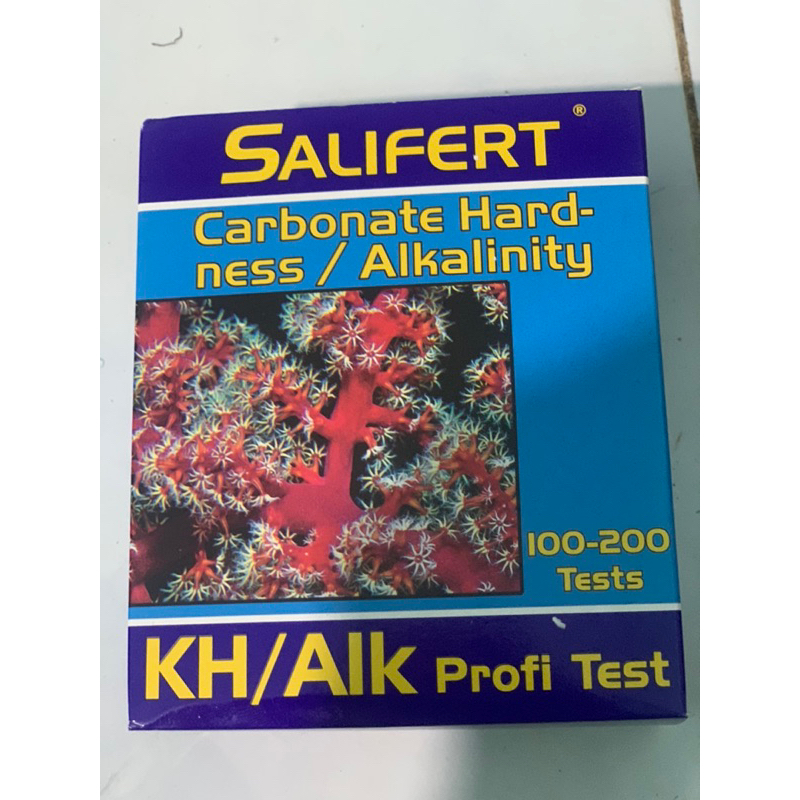 SALIFERT ®
Carbonate Hard-
ness / Alkalinity
100-200
Tests
KH/Alk Profi Test